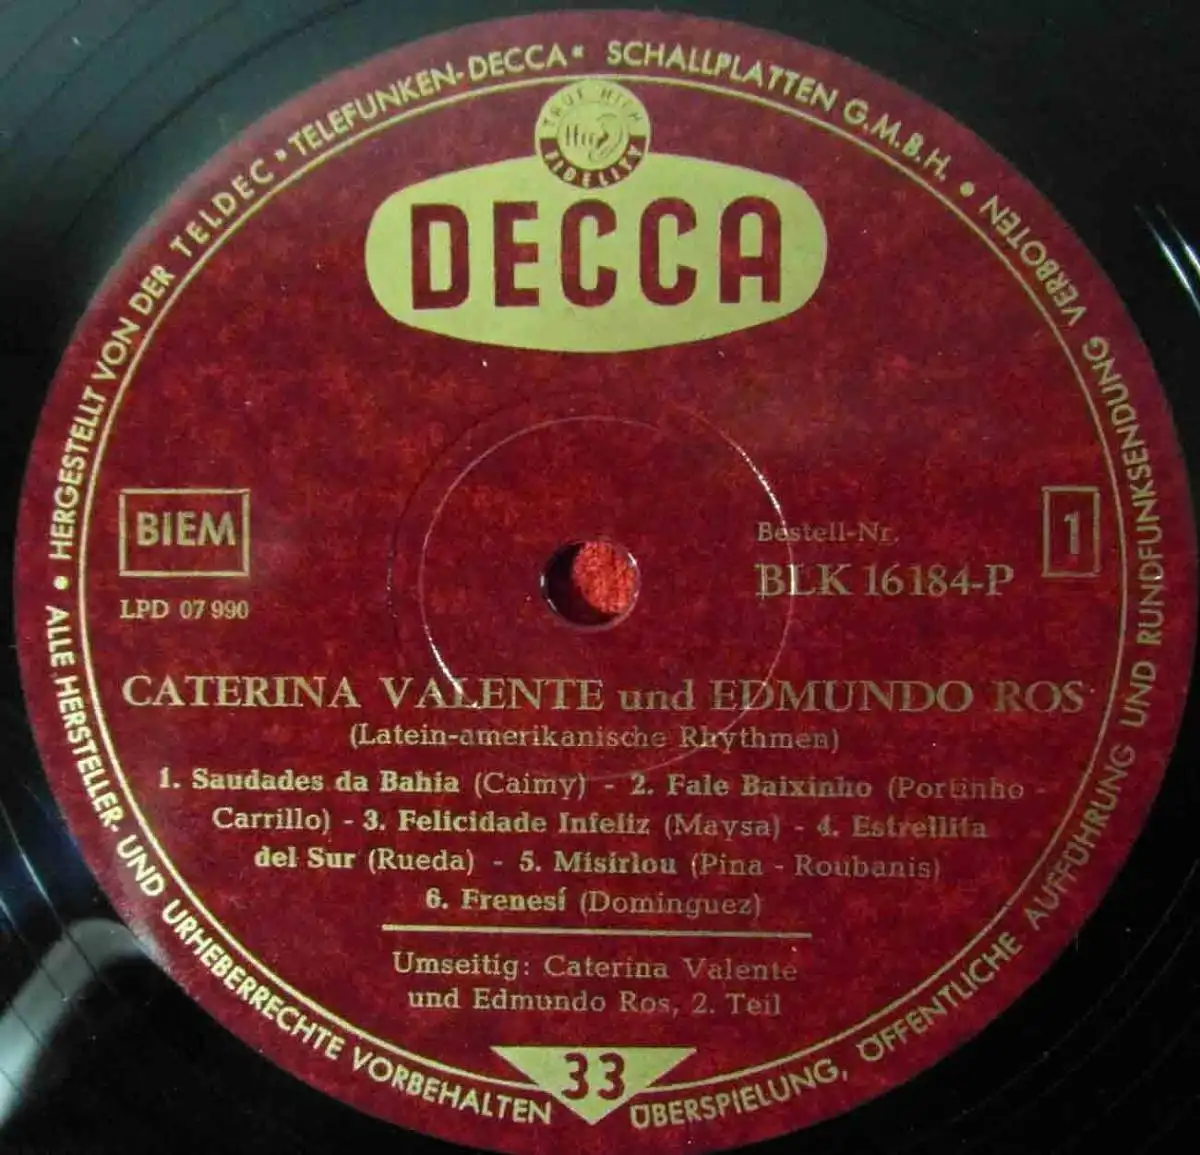 • HERGESTELLT VON DER TELDEC »TELEFUNKEN-DECCA« SCHALLPLATTEN G.M.B.H. •
TRUE HIGH
FIDELITY
DECCA
BIEM
LPD 07 990
Bestell-Nr.
BLK 16184-P
1
CATERINA VALENTE und EDMUNDO ROS
(Latein-amerikanische Rhythmen)
1. Saudades da Bahia (Caimy) - 2. Fale Baixinho (Portinho -
Carrillo) - 3. Felicidade Infeliz (Maysa) - 4. Estrellita
del Sur (Rueda) - 5. Misirlou (Pina - Roubanis)
6. Frenesí (Dominguez)
Umseitig: Caterina Valente
und Edmundo Ros, 2. Teil
33
ALLE HERSTELLER- UND URHEBERRECHTE VORBEHALTEN
ÜBERSPIELUNG, ÖFFENTLICHE AUFFÜHRUNG UND RUNDFUNKSENDUNG VERBOTEN